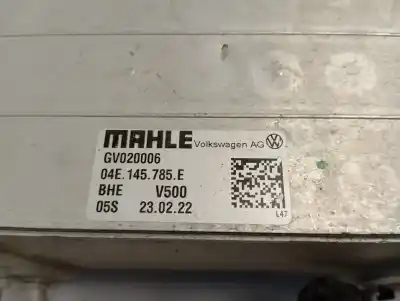 MAHLE Volkswagen AG
GV020006
04E.145.785.E
BHE V500
05S 23.02.22
L47